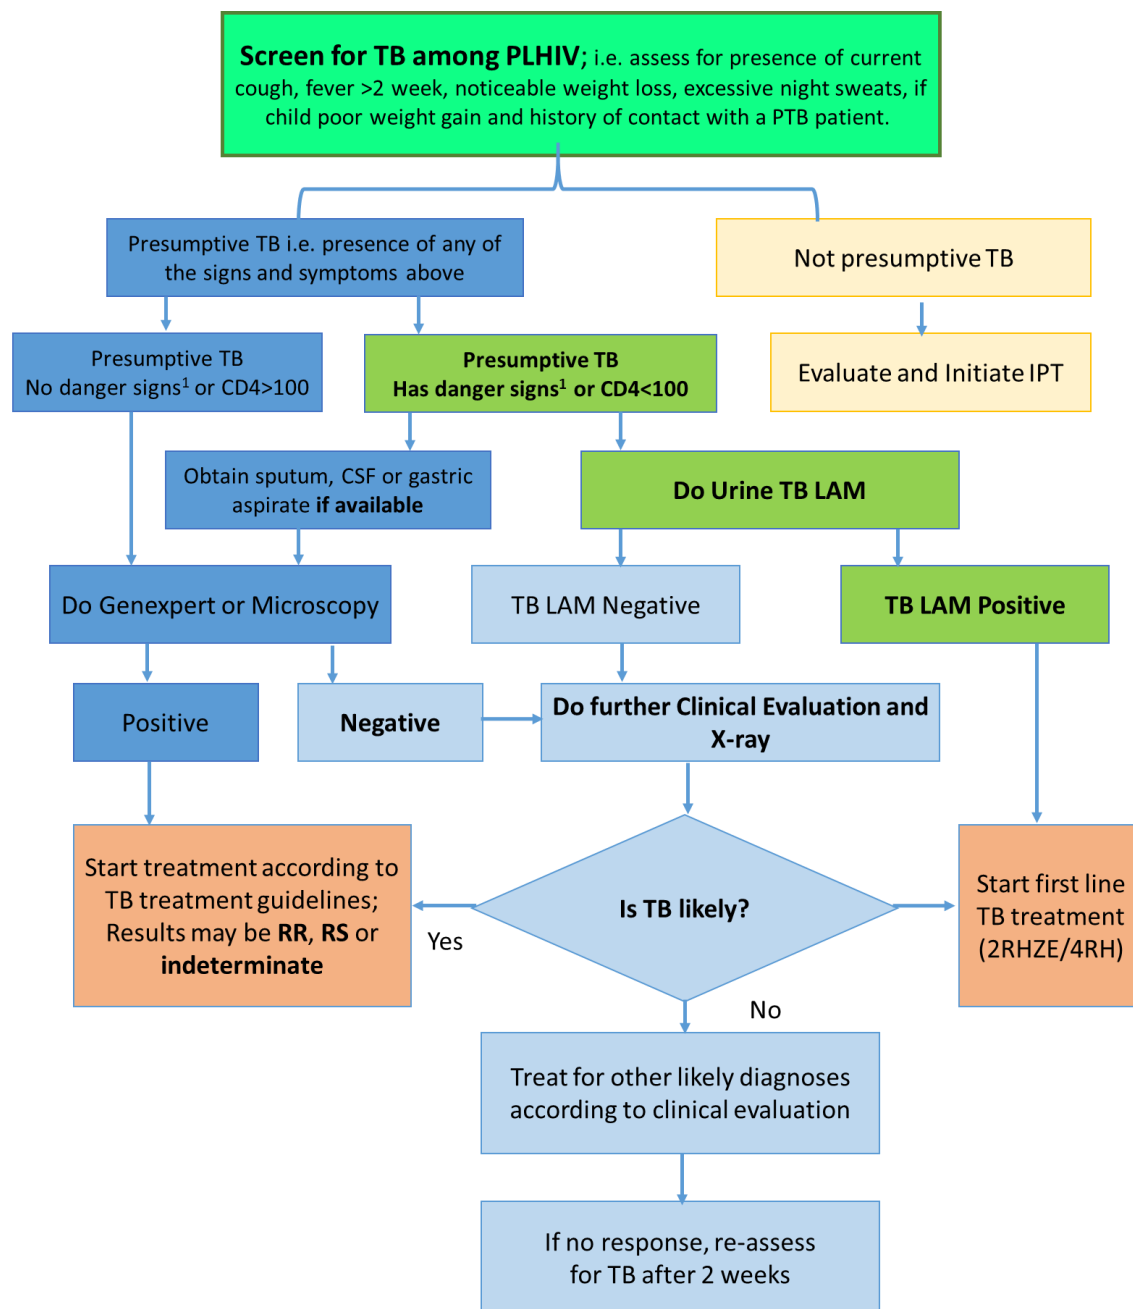 Screen for TB among PLHIV; i.e. assess for presence of current
cough, fever >2 week, noticeable weight loss, excessive night sweats, if
child poor weight gain and history of contact with a PTB patient.
Presumptive TB i.e. presence of any of
the signs and symptoms above
Not presumptive TB
Presumptive TB
No danger signs¹ or CD4>100
Presumptive TB
Has danger signs¹ or CD4<100
Evaluate and Initiate IPT
Obtain sputum, CSF or gastric
aspirate if available
Do Urine TB LAM
Do Genexpert or Microscopy
TB LAM Negative
TB LAM Positive
Positive
Negative
Do further Clinical Evaluation and
X-ray
Start treatment according to
TB treatment guidelines;
Results may be RR, RS or
indeterminate
Yes
Is TB likely?
Start first line
TB treatment
(2RHZE/4RH)
No
Treat for other likely diagnoses
according to clinical evaluation
If no response, re-assess
for TB after 2 weeks